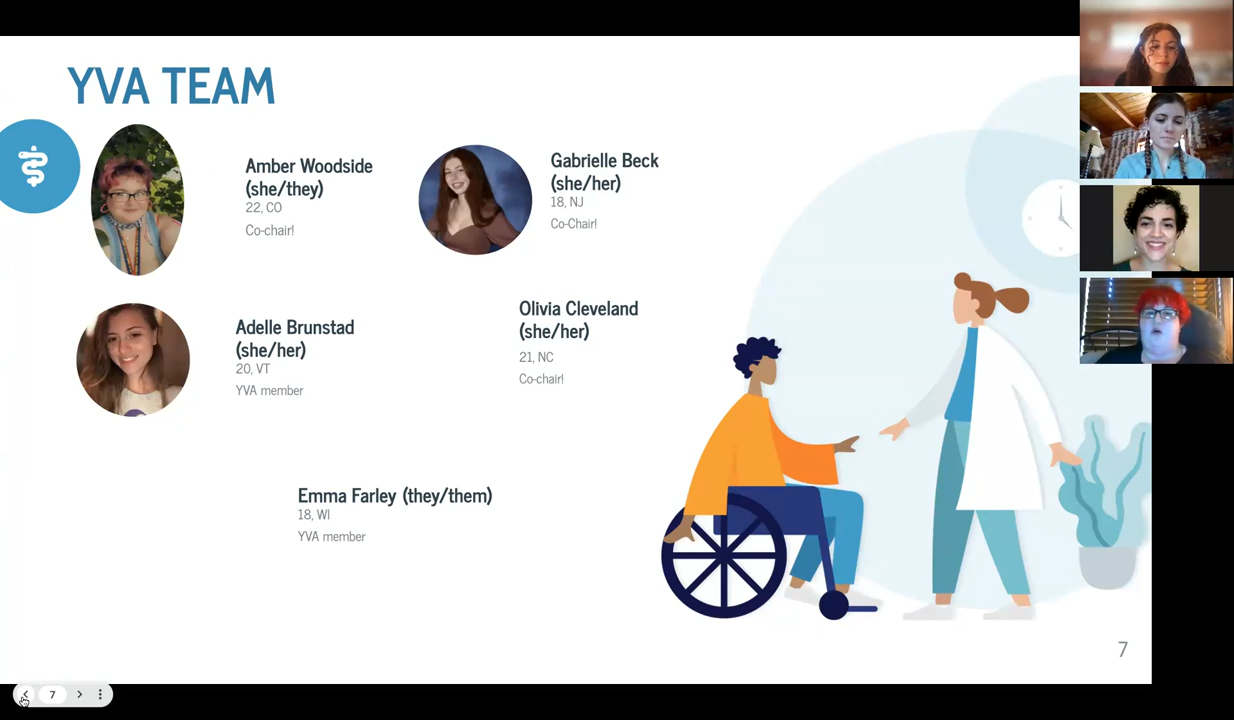 YVA TEAM
Amber Woodside
(she/they)
22, CO
Co-chair!
Gabrielle Beck
(she/her)
18, NJ
Co-Chair!
Adelle Brunstad
(she/her)
20, VT
YVA member
Olivia Cleveland
(she/her)
21, NC
Co-chair!
Emma Farley (they/them)
18, WI
YVA member
7
7